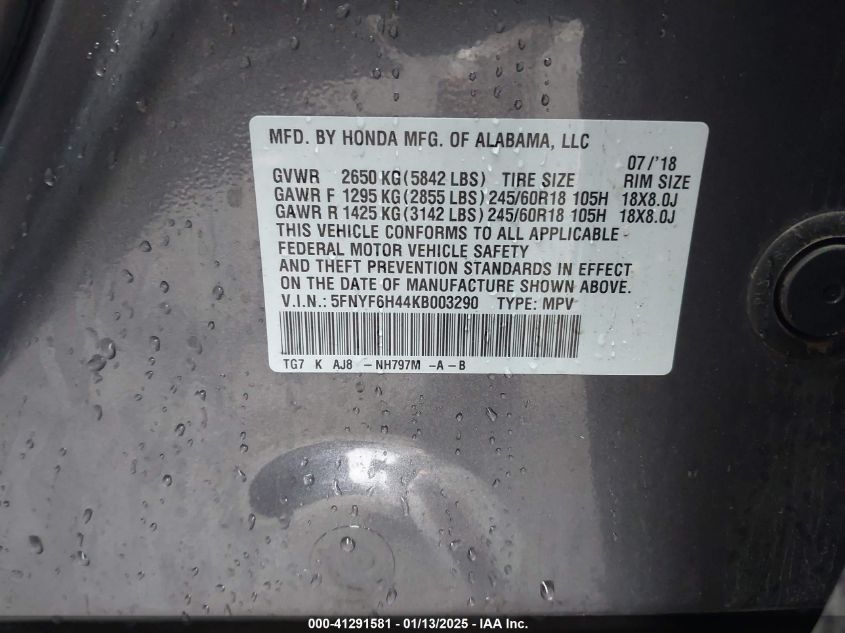 MFD. BY HONDA MFG. OF ALABAMA, LLC
07/'18
GVWR 2650 KG(5842 LBS) TIRE SIZE RIM SIZE
GAWR F 1295 KG(2855 LBS)245/60R18 105H 18X8.0J
GAWR R 1425 KG(3142 LBS)245/60R18 105H 18X8.0J
THIS VEHICLE CONFORMS TO ALL APPLICABLE
FEDERAL MOTOR VEHICLE SAFETY
AND THEFT PREVENTION STANDARDS IN EFFECT
ON THE DATE OF MANUFACTURE SHOWN ABOVE.
V.I.N.: 5FNYF6H44KB003290 TYPE: MPV
TG7 K AJ8 -NH797M -A-B
000-41291581 - 01/13/2025 - IAA Inc.